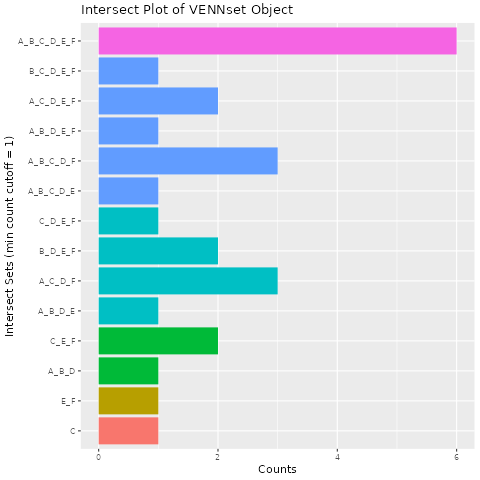 Intersect Plot of VENNset Object
Intersect Sets (min count cutoff = 1)
A_B_C_D_E_F
B_C_D_E_F
A_C_D_E_F
A_B_D_E_F
A_B_C_D_F
A_B_C_D_E
C_D_E_F
B_D_E_F
A_C_D_F
A_B_D_E
C_E_F
A_B_D
E_F
C
0 2 4 6
Counts